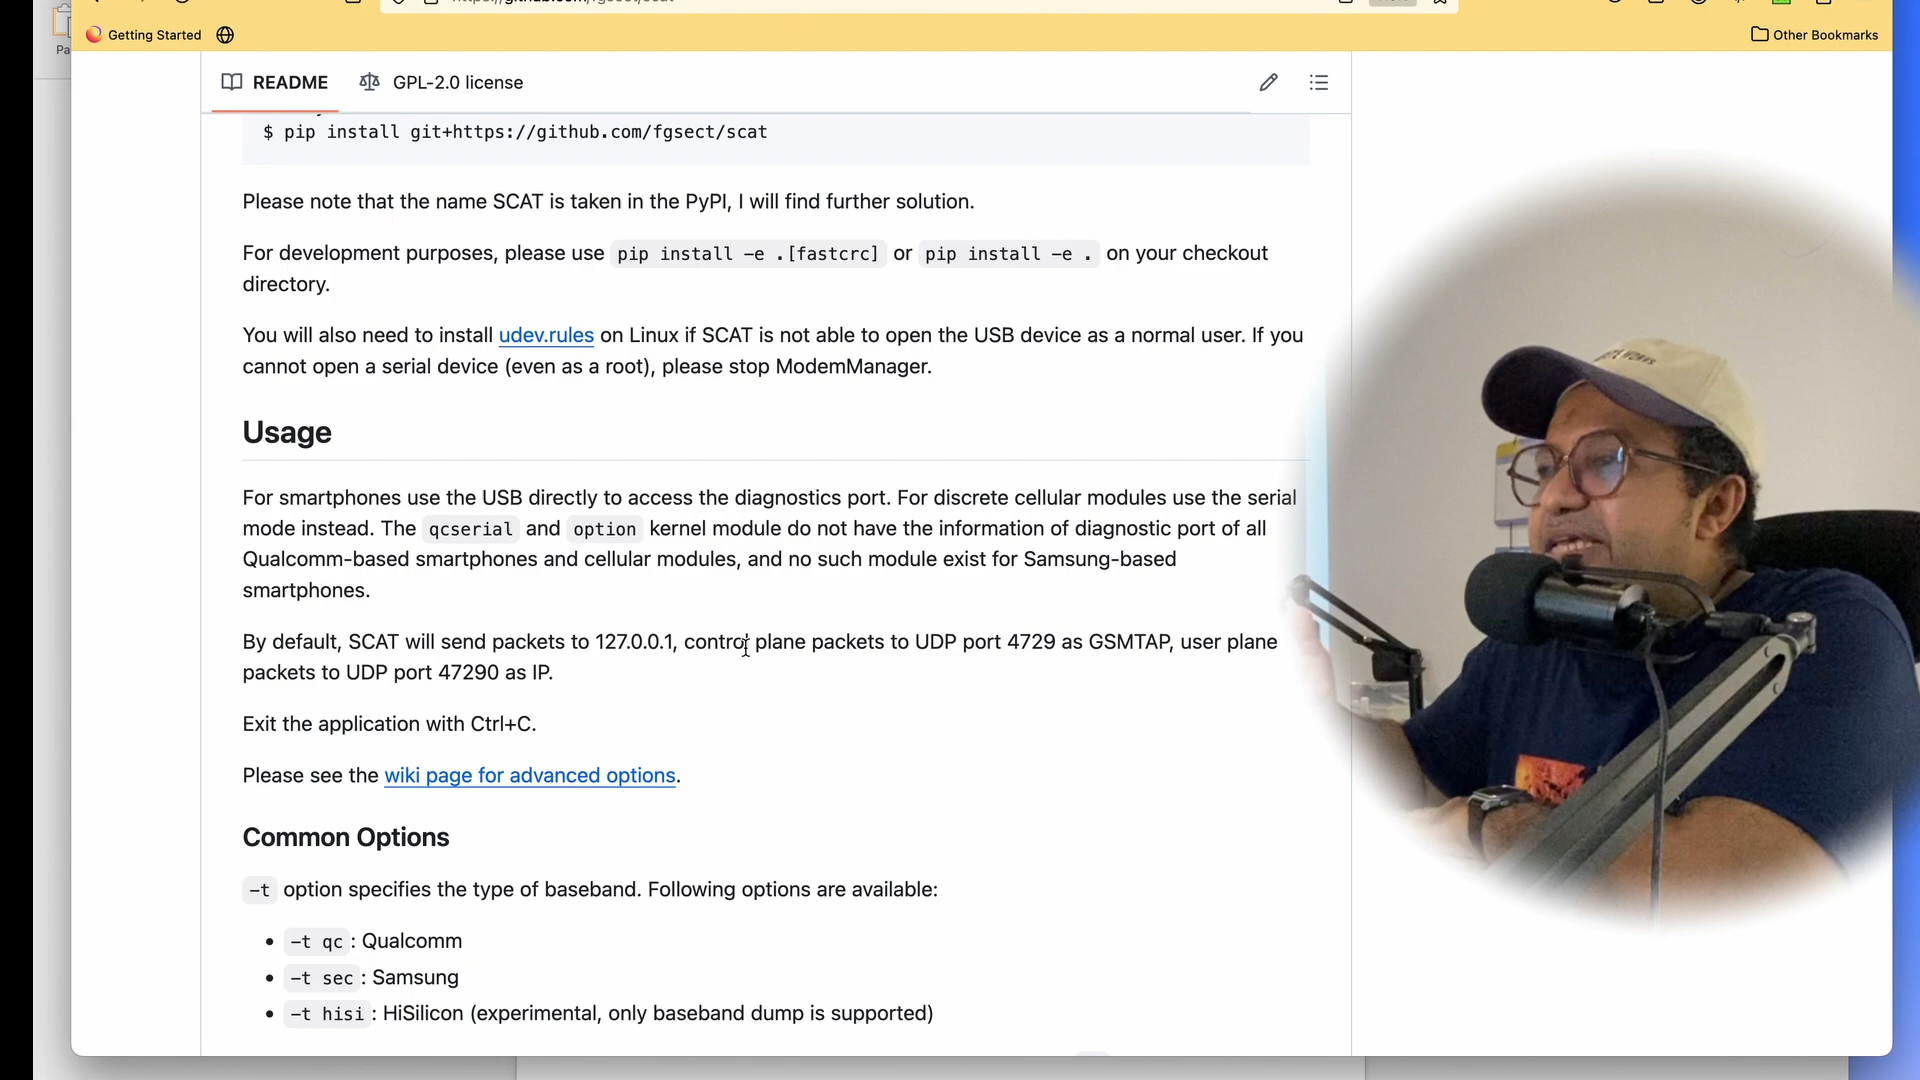 Pa
Getting Started
Other Bookmarks
README
GPL-2.0 license
$ pip install git+https://github.com/fgsect/scat
Please note that the name SCAT is taken in the PyPI, I will find further solution.
For development purposes, please use pip install -e .[fastcrc] or pip install -e . on your checkout
directory.
You will also need to install udev.rules on Linux if SCAT is not able to open the USB device as a normal user. If you
cannot open a serial device (even as a root), please stop ModemManager.
Usage
For smartphones use the USB directly to access the diagnostics port. For discrete cellular modules use the serial
mode instead. The qcserial and option kernel module do not have the information of diagnostic port of all
Qualcomm-based smartphones and cellular modules, and no such module exist for Samsung-based
smartphones.
By default, SCAT will send packets to 127.0.0.1, control plane packets to UDP port 4729 as GSMTAP, user plane
packets to UDP port 47290 as IP.
Exit the application with Ctrl+C.
Please see the wiki page for advanced options.
Common Options
-t option specifies the type of baseband. Following options are available:
• -t qc : Qualcomm
• -t sec : Samsung
• -t hisi : HiSilicon (experimental, only baseband dump is supported)